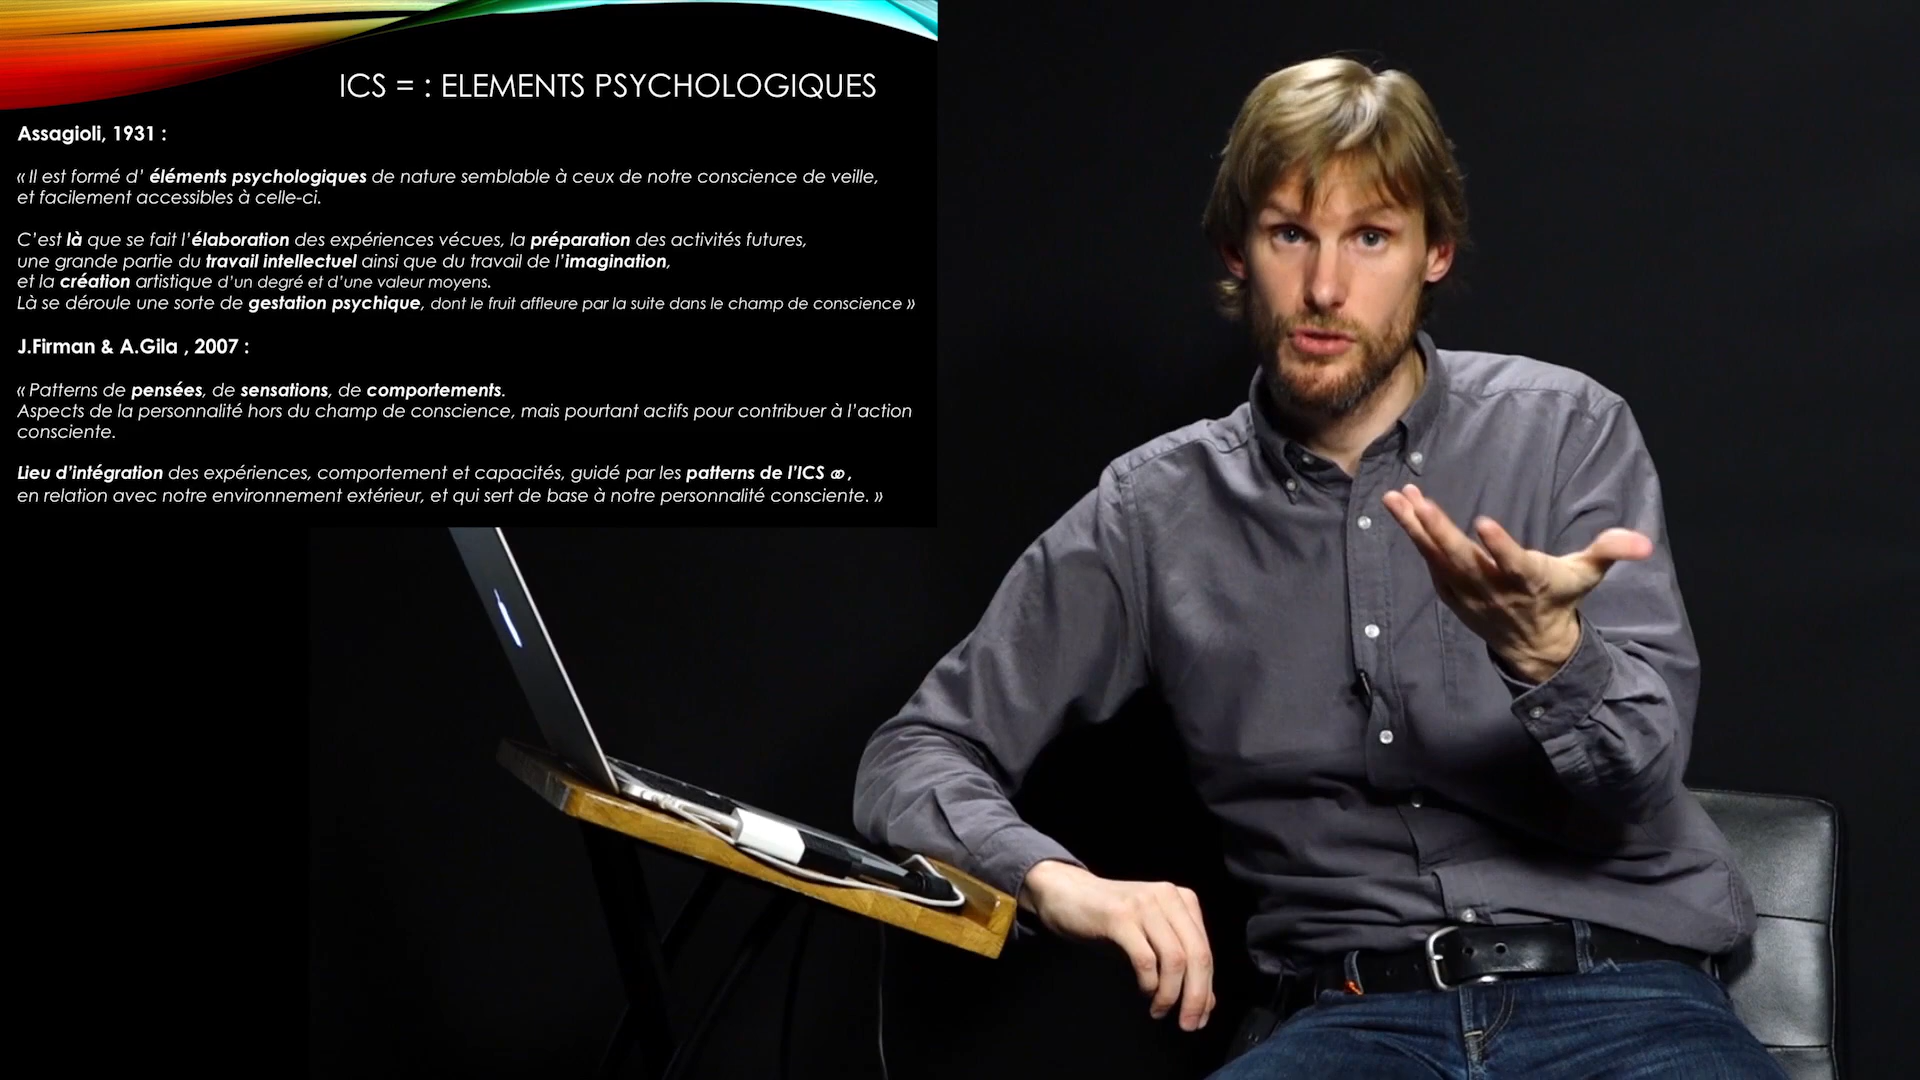 ICS = : ELEMENTS PSYCHOLOGIQUES
Assagioli, 1931 :
« Il est formé d’ éléments psychologiques de nature semblable à ceux de notre conscience de veille,
et facilement accessibles à celle-ci.
C’est là que se fait l’élaboration des expériences vécues, la préparation des activités futures,
une grande partie du travail intellectuel ainsi que du travail de l’imagination,
et la création artistique d’un degré et d’une valeur moyens.
Là se déroule une sorte de gestation psychique, dont le fruit affleure par la suite dans le champ de conscience »
J.Firman & A.Gila , 2007 :
« Patterns de pensées, de sensations, de comportements.
Aspects de la personnalité hors du champ de conscience, mais pourtant actifs pour contribuer à l’action
consciente.
Lieu d’intégration des expériences, comportement et capacités, guidé par les patterns de l’ICS ꝏ,
en relation avec notre environnement extérieur, et qui sert de base à notre personnalité consciente. »